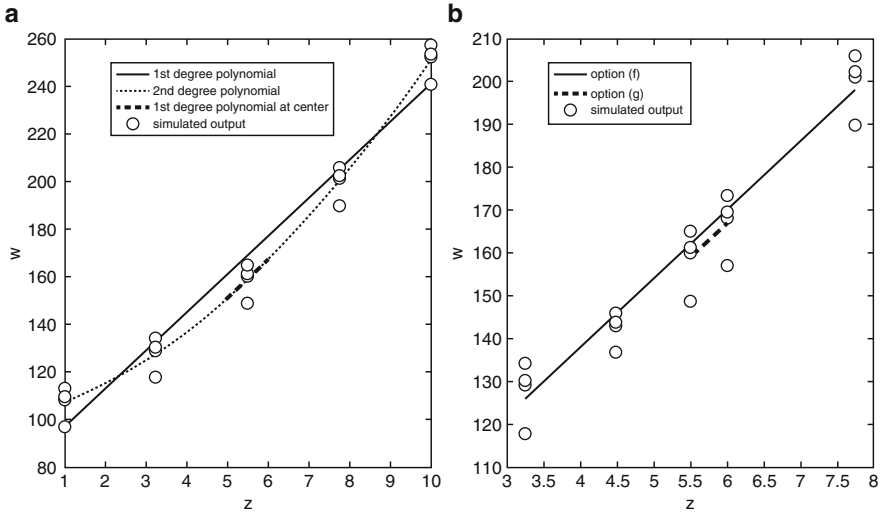 a
260
240
220
200
180
160
140
120
100
80
w
1 2 3 4 5 6 7 8 9 10
z
1st degree polynomial
2nd degree polynomial
1st degree polynomial at center
simulated output
b
210
200
190
180
170
160
150
140
130
120
110
w
3 3.5 4 4.5 5 5.5 6 6.5 7 7.5 8
z
option (f)
option (g)
simulated output